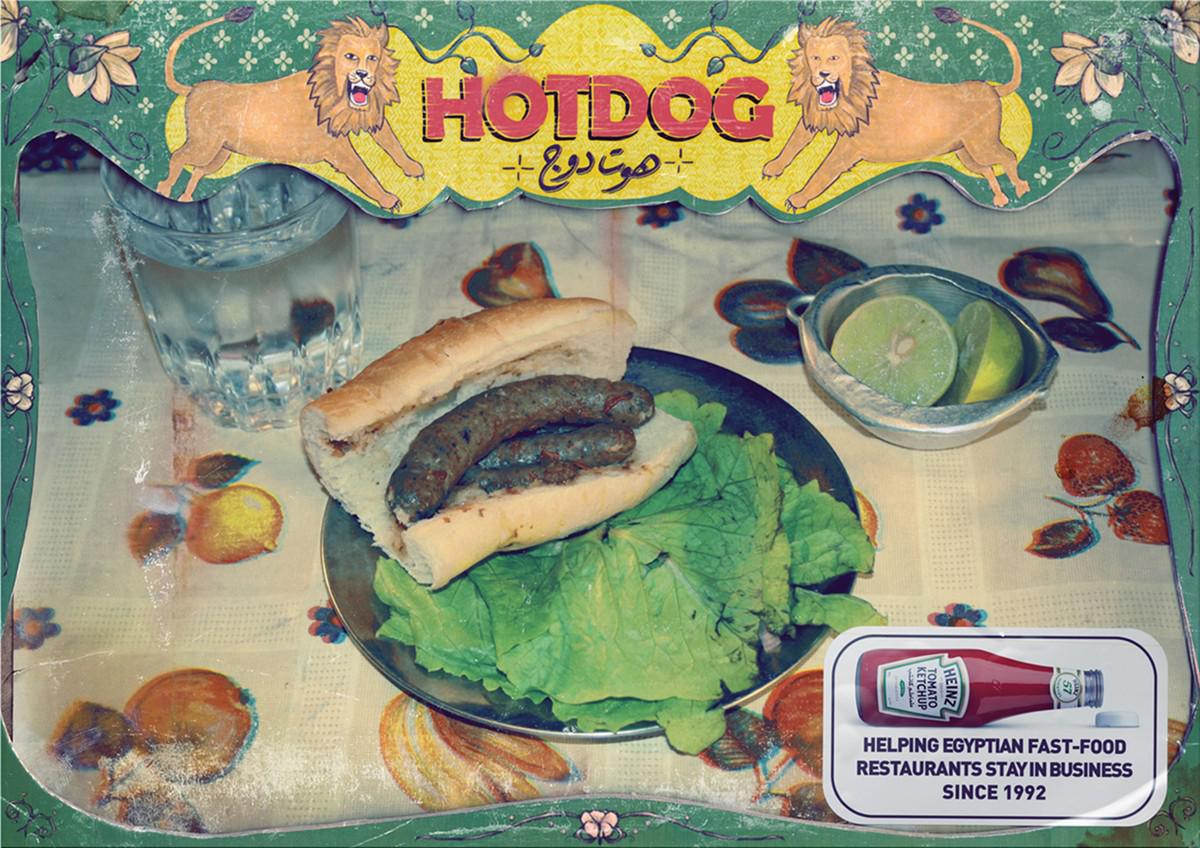 HOTDOG
هوت دوج
HEINZ
TOMATO
KETCHUP
57
HELPING EGYPTIAN FAST-FOOD
RESTAURANTS STAY IN BUSINESS
SINCE 1992